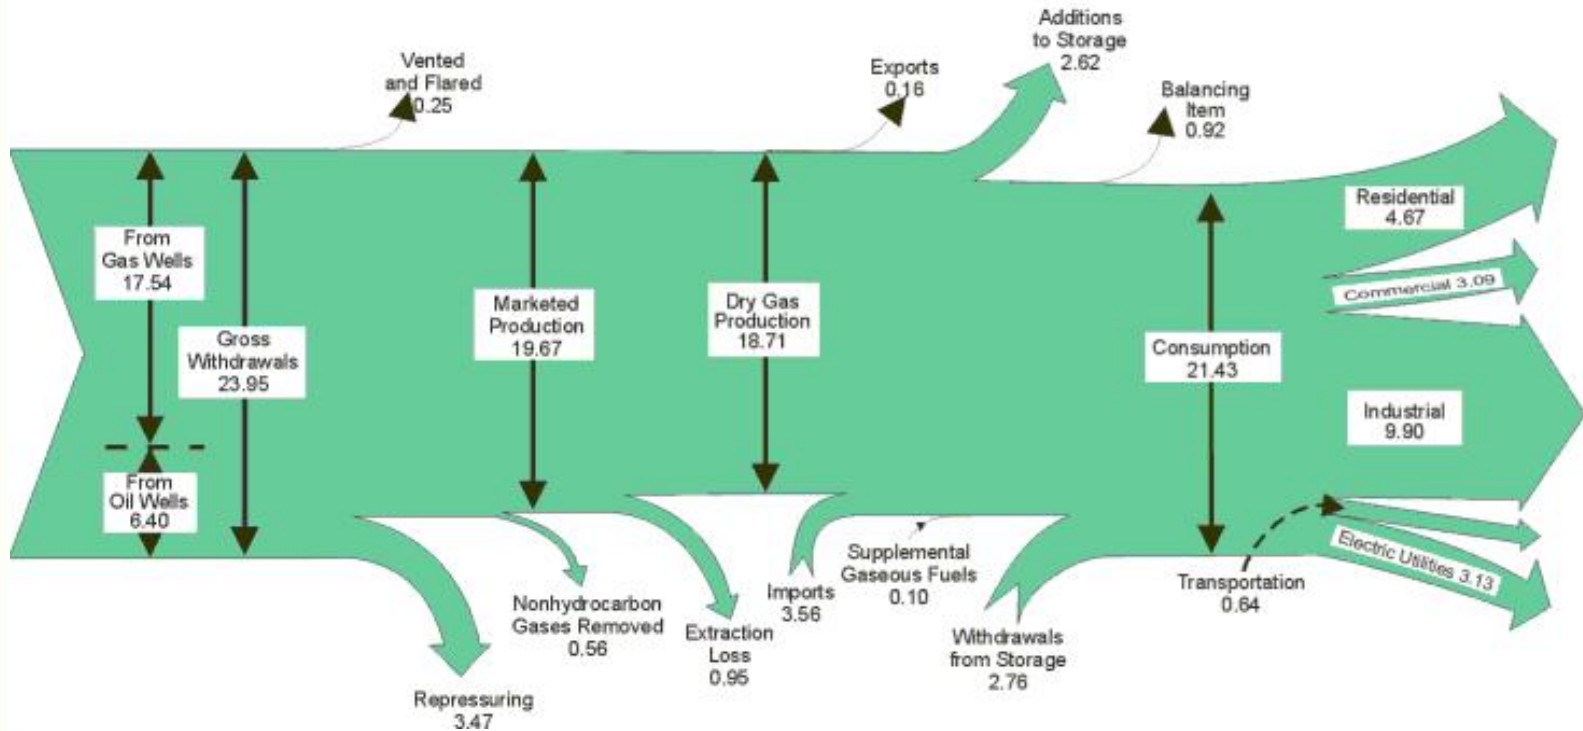 Vented
and Flared
0.25
Exports
0.16
Additions
to Storage
2.62
Balancing
Item
0.92
From
Gas Wells
17.54
Gross
Withdrawals
23.95
From
Oil Wells
6.40
Marketed
Production
19.67
Dry Gas
Production
18.71
Consumption
21.43
Residential
4.67
Commercial 3.09
Industrial
9.90
Electric Utilities 3.13
Transportation
0.64
Repressuring
3.47
Nonhydrocarbon
Gases Removed
0.56
Extraction
Loss
0.95
Imports
3.56
Supplemental
Gaseous Fuels
0.10
Withdrawals
from Storage
2.76